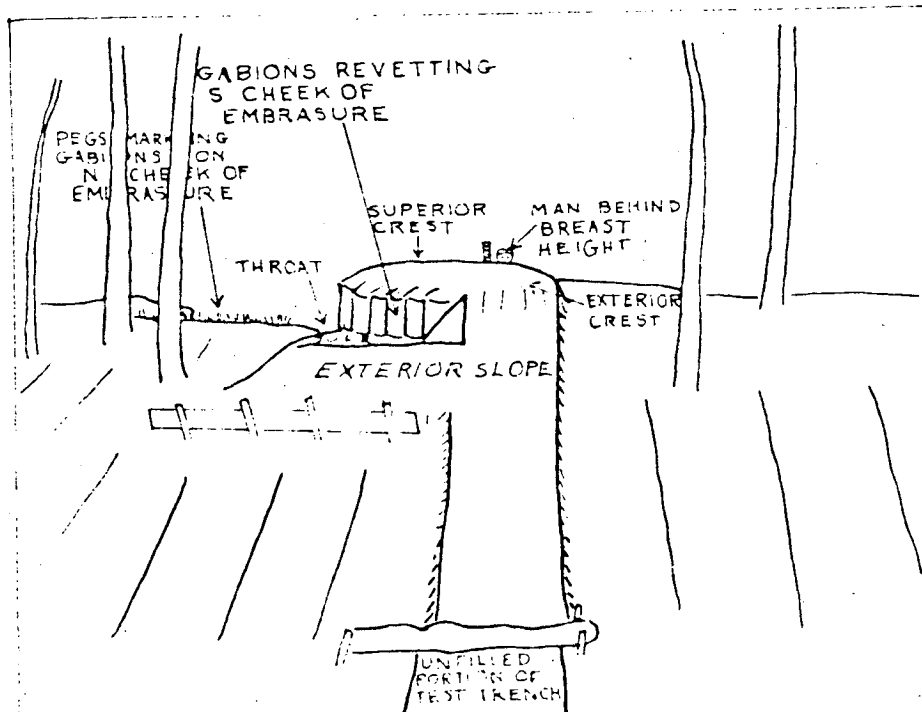 GABIONS REVETTING
S CHEEK OF
EMBRASURE
PEGS MARKING
GABIONS ON
N CHEEK OF
EMBRASURE
SUPERIOR
CREST
MAN BEHIND
BREAST
HEIGHT
THROAT
EXTERIOR
CREST
EXTERIOR SLOPE
UNFILLED
PORTION OF
TEST TRENCH